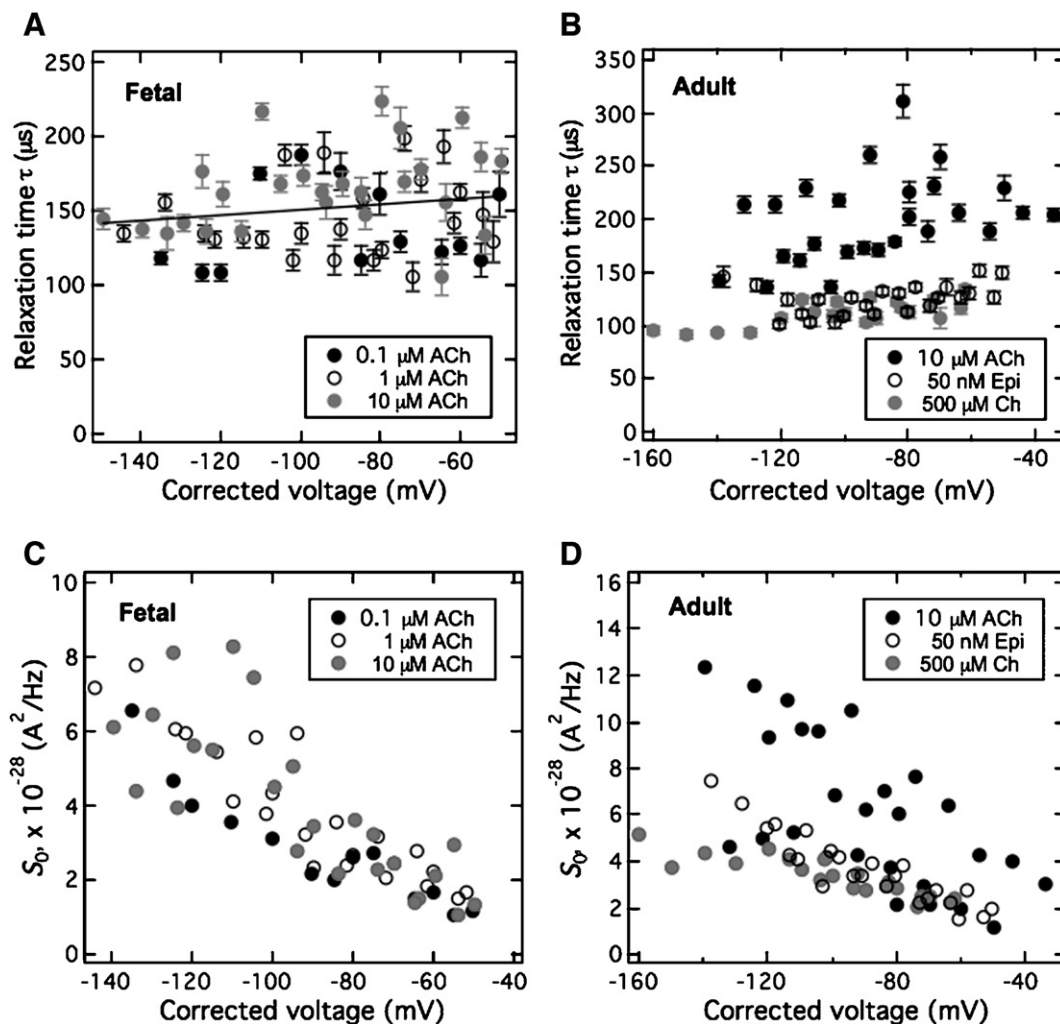 A
Fetal
Relaxation time τ (μs)
250
200
150
100
50
0
0.1 μM ACh
1 μM ACh
10 μM ACh
-140 -120 -100 -80 -60
Corrected voltage (mV)
B
Adult
Relaxation time τ (μs)
350
300
250
200
150
100
50
0
10 μM ACh
50 nM Epi
500 μM Ch
-160 -120 -80 -40
Corrected voltage (mV)
C
Fetal
S0, x 10-28 (A2/Hz)
10
8
6
4
2
0
0.1 μM ACh
1 μM ACh
10 μM ACh
-140 -120 -100 -80 -60 -40
Corrected voltage (mV)
D
Adult
S0, x 10-28 (A2/Hz)
16
14
12
10
8
6
4
2
0
10 μM ACh
50 nM Epi
500 μM Ch
-160 -120 -80 -40
Corrected voltage (mV)